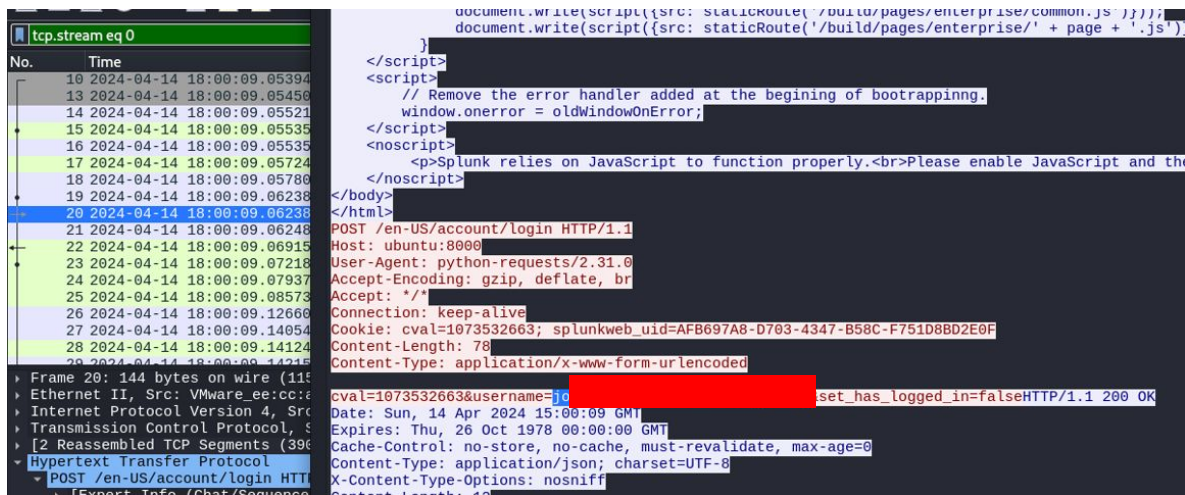 tcp.stream eq 0
No. Time
10 2024-04-14 18:00:09.05394
13 2024-04-14 18:00:09.05450
14 2024-04-14 18:00:09.05521
15 2024-04-14 18:00:09.05535
16 2024-04-14 18:00:09.05535
17 2024-04-14 18:00:09.05724
18 2024-04-14 18:00:09.05780
19 2024-04-14 18:00:09.06238
20 2024-04-14 18:00:09.06238
21 2024-04-14 18:00:09.06248
22 2024-04-14 18:00:09.06915
23 2024-04-14 18:00:09.07218
24 2024-04-14 18:00:09.07937
25 2024-04-14 18:00:09.08573
26 2024-04-14 18:00:09.12660
27 2024-04-14 18:00:09.14054
28 2024-04-14 18:00:09.14124
29 2024-04-14 18:00:09.14215
Frame 20: 144 bytes on wire (115
Ethernet II, Src: VMware_ee:cc:a
Internet Protocol Version 4, Src
Transmission Control Protocol, S
[2 Reassembled TCP Segments (390
Hypertext Transfer Protocol
POST /en-US/account/login HTT
[Expert Info (Chat/Sequence
document.write(script({src: staticRoute('/build/pages/enterprise/common.js')}));
document.write(script({src: staticRoute('/build/pages/enterprise/' + page + '.js')
}
</script>
<script>
// Remove the error handler added at the begining of bootrappinng.
window.onerror = oldWindowOnError;
</script>
<noscript>
<p>Splunk relies on JavaScript to function properly.<br>Please enable JavaScript and the
</noscript>
</body>
</html>
POST /en-US/account/login HTTP/1.1
Host: ubuntu:8000
User-Agent: python-requests/2.31.0
Accept-Encoding: gzip, deflate, br
Accept: */*
Connection: keep-alive
Cookie: cval=1073532663; splunkweb_uid=AFB697A8-D703-4347-B58C-F751D8BD2E0F
Content-Length: 78
Content-Type: application/x-www-form-urlencoded
cval=1073532663&username=jo set_has_logged_in=falseHTTP/1.1 200 OK
Date: Sun, 14 Apr 2024 15:00:09 GMT
Expires: Thu, 26 Oct 1978 00:00:00 GMT
Cache-Control: no-store, no-cache, must-revalidate, max-age=0
Content-Type: application/json; charset=UTF-8
X-Content-Type-Options: nosniff